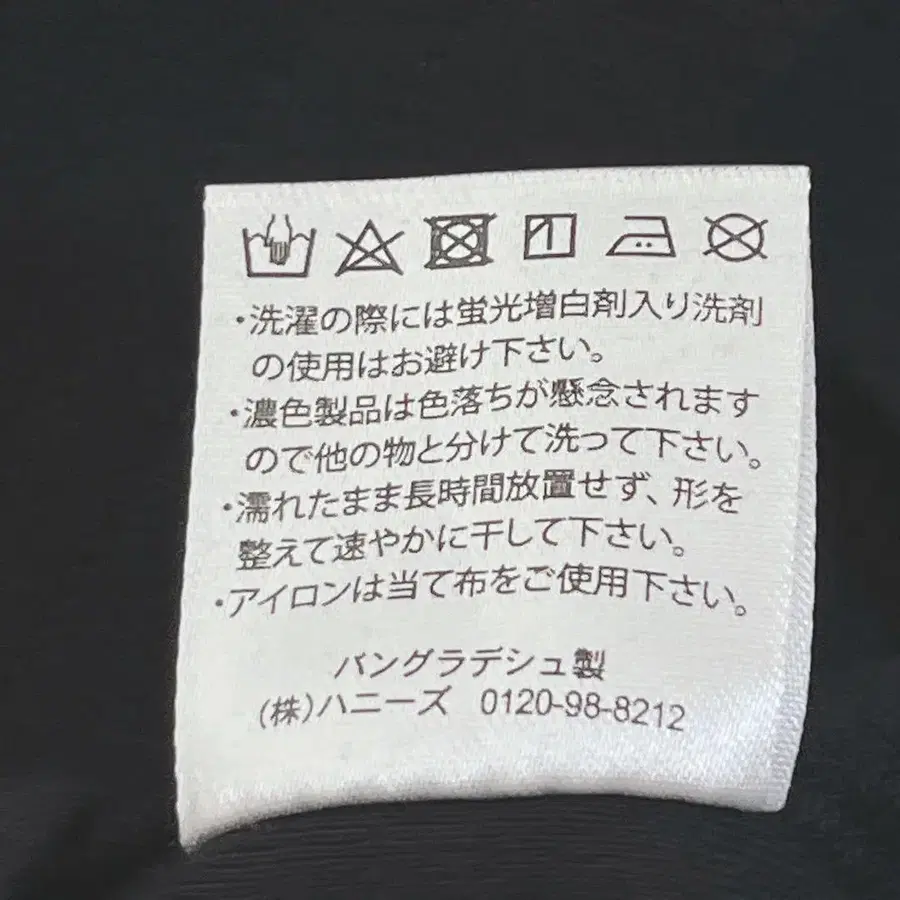 ・洗濯の際には蛍光増白剤入り洗剤
の使用はお避け下さい。
・濃色製品は色落ちが懸念されます
ので他の物と分けて洗って下さい。
・濡れたまま長時間放置せず、形を
整えて速やかに干して下さい。
・アイロンは当て布をご使用下さい。
バングラデシュ製
(株)ハニーズ 0120-98-8212